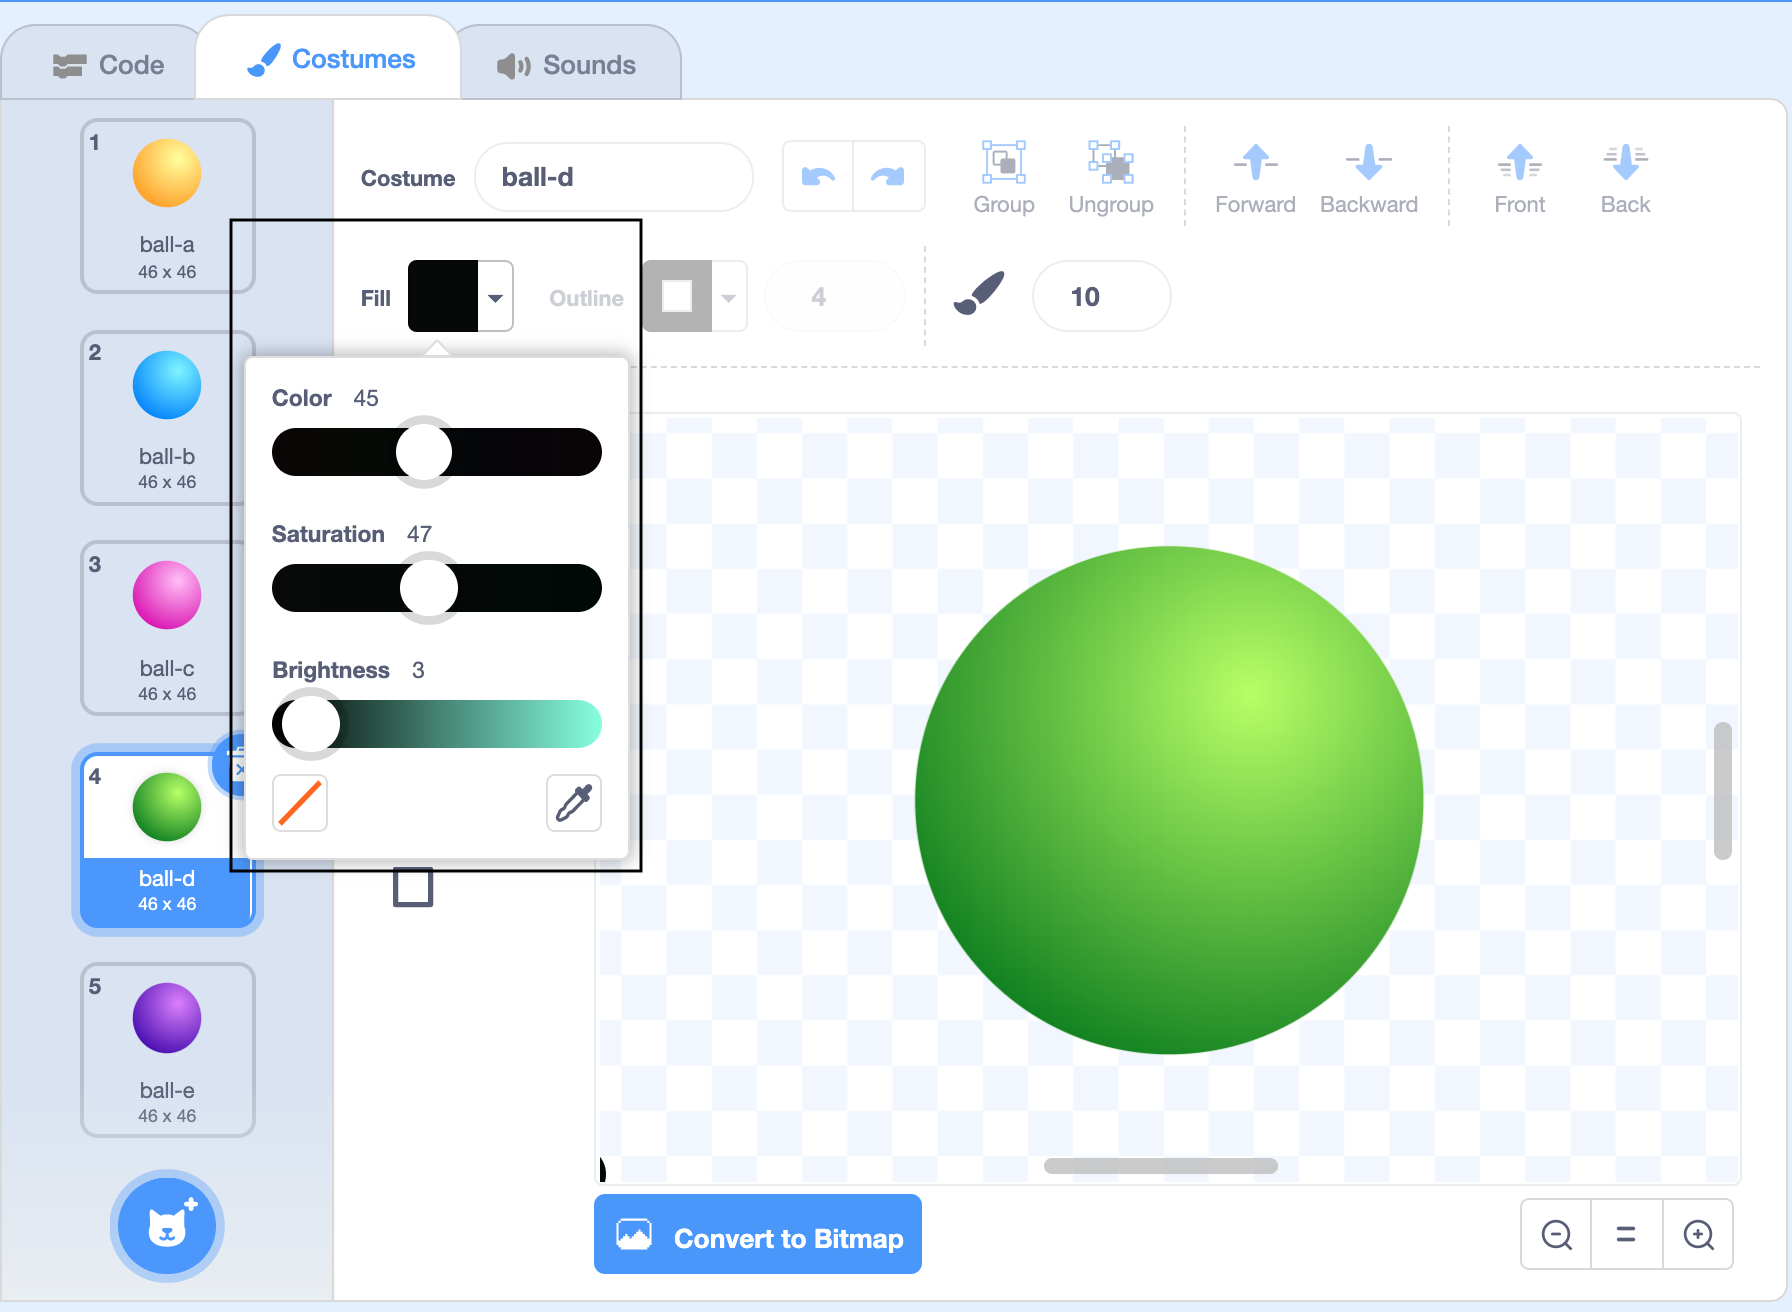 Code
Costumes
Sounds
1
ball-a
46 x 46
2
ball-b
46 x 46
3
ball-c
46 x 46
4
ball-d
46 x 46
5
ball-e
46 x 46
Costume
ball-d
Group
Ungroup
Forward
Backward
Front
Back
Fill
Outline
4
10
Color 45
Saturation 47
Brightness 3
Convert to Bitmap